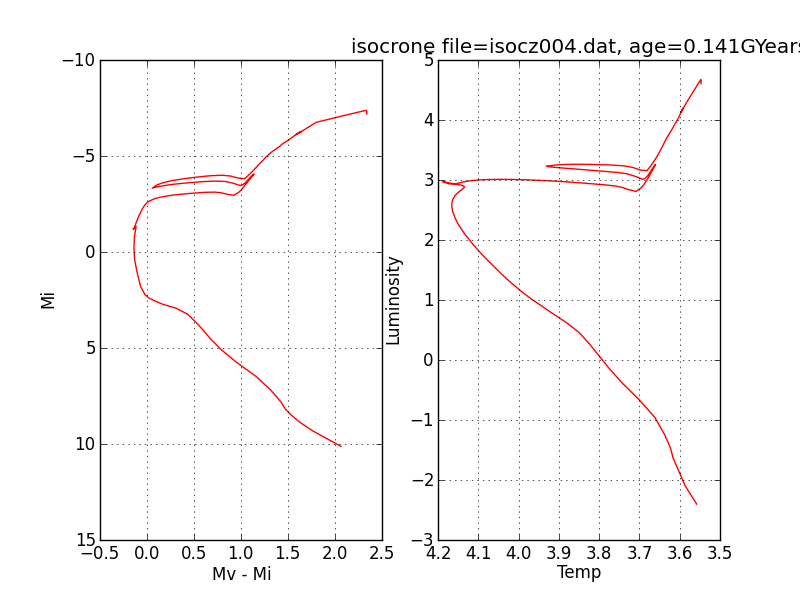 isocrone file=isocz004.dat, age=0.141GYears
−10
−5
0
5
10
15
Mi
−0.5 0.0 0.5 1.0 1.5 2.0 2.5
Mv - Mi
5
4
3
2
1
0
−1
−2
−3
Luminosity
4.2 4.1 4.0 3.9 3.8 3.7 3.6 3.5
Temp